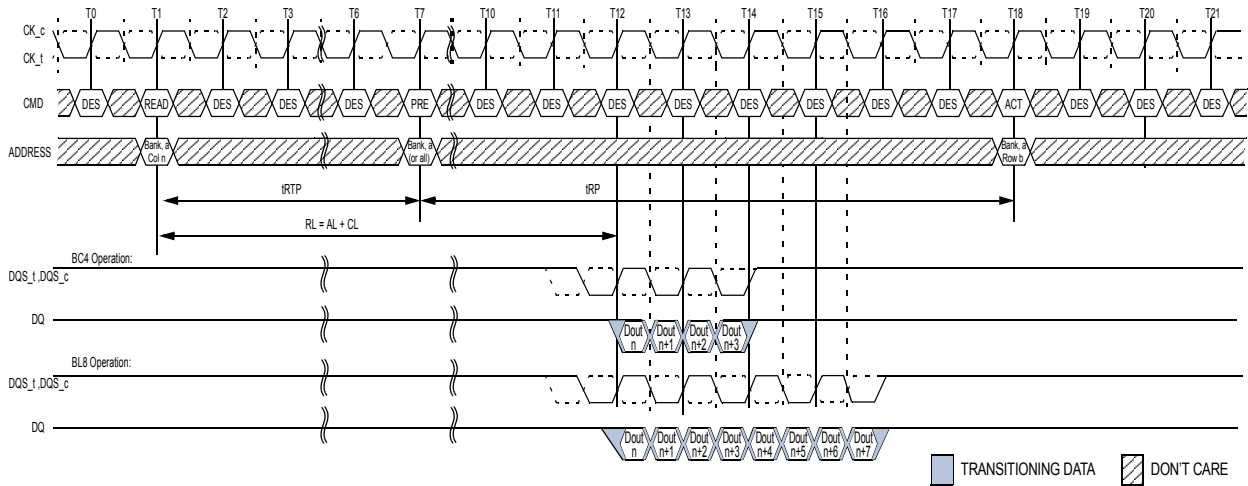 T0 T1 T2 T3 T6 T7 T10 T11 T12 T13 T14 T15 T16 T17 T18 T19 T20 T21
CK_c
CK_t
CMD DES READ DES DES DES PRE DES DES DES DES DES DES DES DES ACT DES DES DES
ADDRESS
Bank, a
Col n
Bank, a
(or all)
Bank, a
Row b
tRTP tRP
RL = AL + CL
BC4 Operation:
DQS_t ,DQS_c
DQ
Dout
n
Dout
n+1
Dout
n+2
Dout
n+3
BL8 Operation:
DQS_t ,DQS_c
DQ
Dout
n
Dout
n+1
Dout
n+2
Dout
n+3
Dout
n+4
Dout
n+5
Dout
n+6
Dout
n+7
TRANSITIONING DATA DON'T CARE